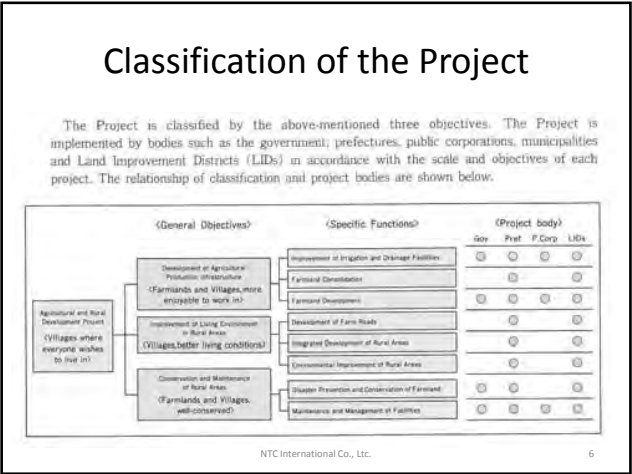 Classification of the Project
The Project is classified by the above-mentioned three objectives. The Project is
implemented by bodies such as the government, prefectures, public corporations, municipalities
and Land Improvement Districts (LIDs) in accordance with the scale and objectives of each
project. The relationship of classification and project bodies are shown below.
<General Objectives>
<Specific Functions>
<Project body>
Gov Pref P.Corp LIDs
Agricultural and Rural
Development Project
(Villages where
everyone wishes
to live in)
Development of Agricultural
Production Infrastructure
(Farmlands and Villages, more
enjoyable to work in)
Improvement of Irrigation and Drainage Facilities
Farmland Consolidation
Farmland Development
Improvement of Living Environment
in Rural Areas
(Villages, better living conditions)
Development of Farm Roads
Integrated Development of Rural Areas
Environmental Improvement of Rural Areas
Conservation and Maintenance
of Rural Areas
(Farmlands and Villages,
well-conserved)
Disaster Prevention and Conservation of Farmland
Maintenance and Management of Facilities
NTC International Co., Ltc.
6